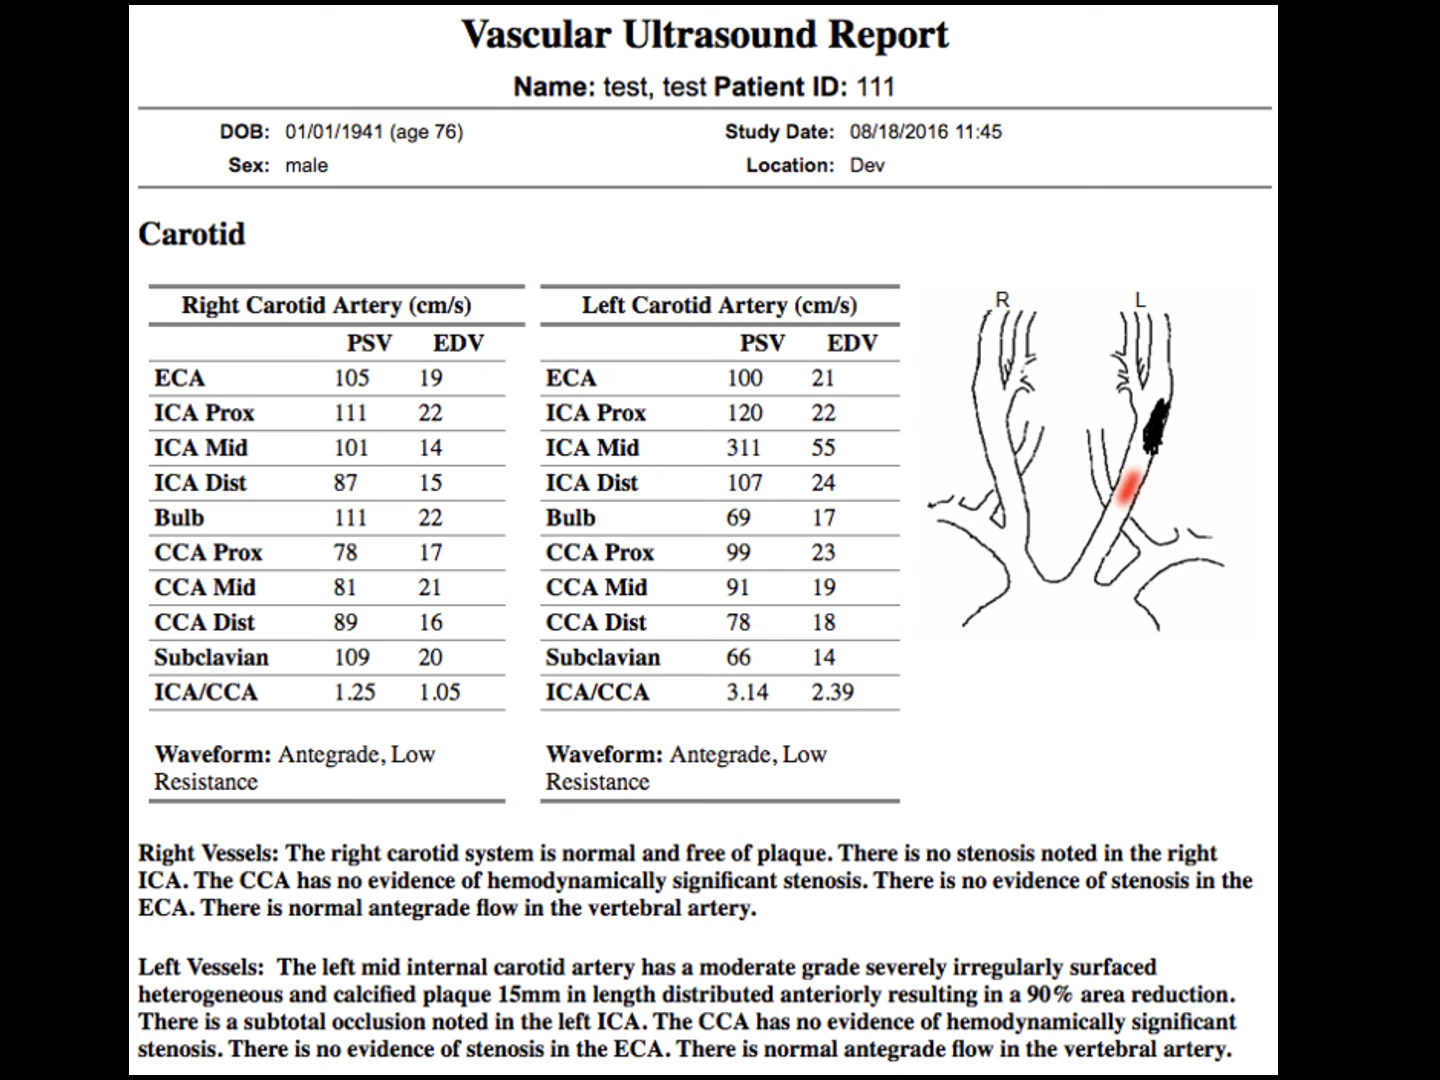 Vascular Ultrasound Report
Name: test, test Patient ID: 111
DOB: 01/01/1941 (age 76) Study Date: 08/18/2016 11:45
Sex: male Location: Dev
Carotid
Right Carotid Artery (cm/s)
PSV EDV
ECA 105 19
ICA Prox 111 22
ICA Mid 101 14
ICA Dist 87 15
Bulb 111 22
CCA Prox 78 17
CCA Mid 81 21
CCA Dist 89 16
Subclavian 109 20
ICA/CCA 1.25 1.05
Waveform: Antegrade, Low
Resistance
Left Carotid Artery (cm/s)
PSV EDV
ECA 100 21
ICA Prox 120 22
ICA Mid 311 55
ICA Dist 107 24
Bulb 69 17
CCA Prox 99 23
CCA Mid 91 19
CCA Dist 78 18
Subclavian 66 14
ICA/CCA 3.14 2.39
Waveform: Antegrade, Low
Resistance
R L
Right Vessels: The right carotid system is normal and free of plaque. There is no stenosis noted in the right
ICA. The CCA has no evidence of hemodynamically significant stenosis. There is no evidence of stenosis in the
ECA. There is normal antegrade flow in the vertebral artery.
Left Vessels: The left mid internal carotid artery has a moderate grade severely irregularly surfaced
heterogeneous and calcified plaque 15mm in length distributed anteriorly resulting in a 90% area reduction.
There is a subtotal occlusion noted in the left ICA. The CCA has no evidence of hemodynamically significant
stenosis. There is no evidence of stenosis in the ECA. There is normal antegrade flow in the vertebral artery.